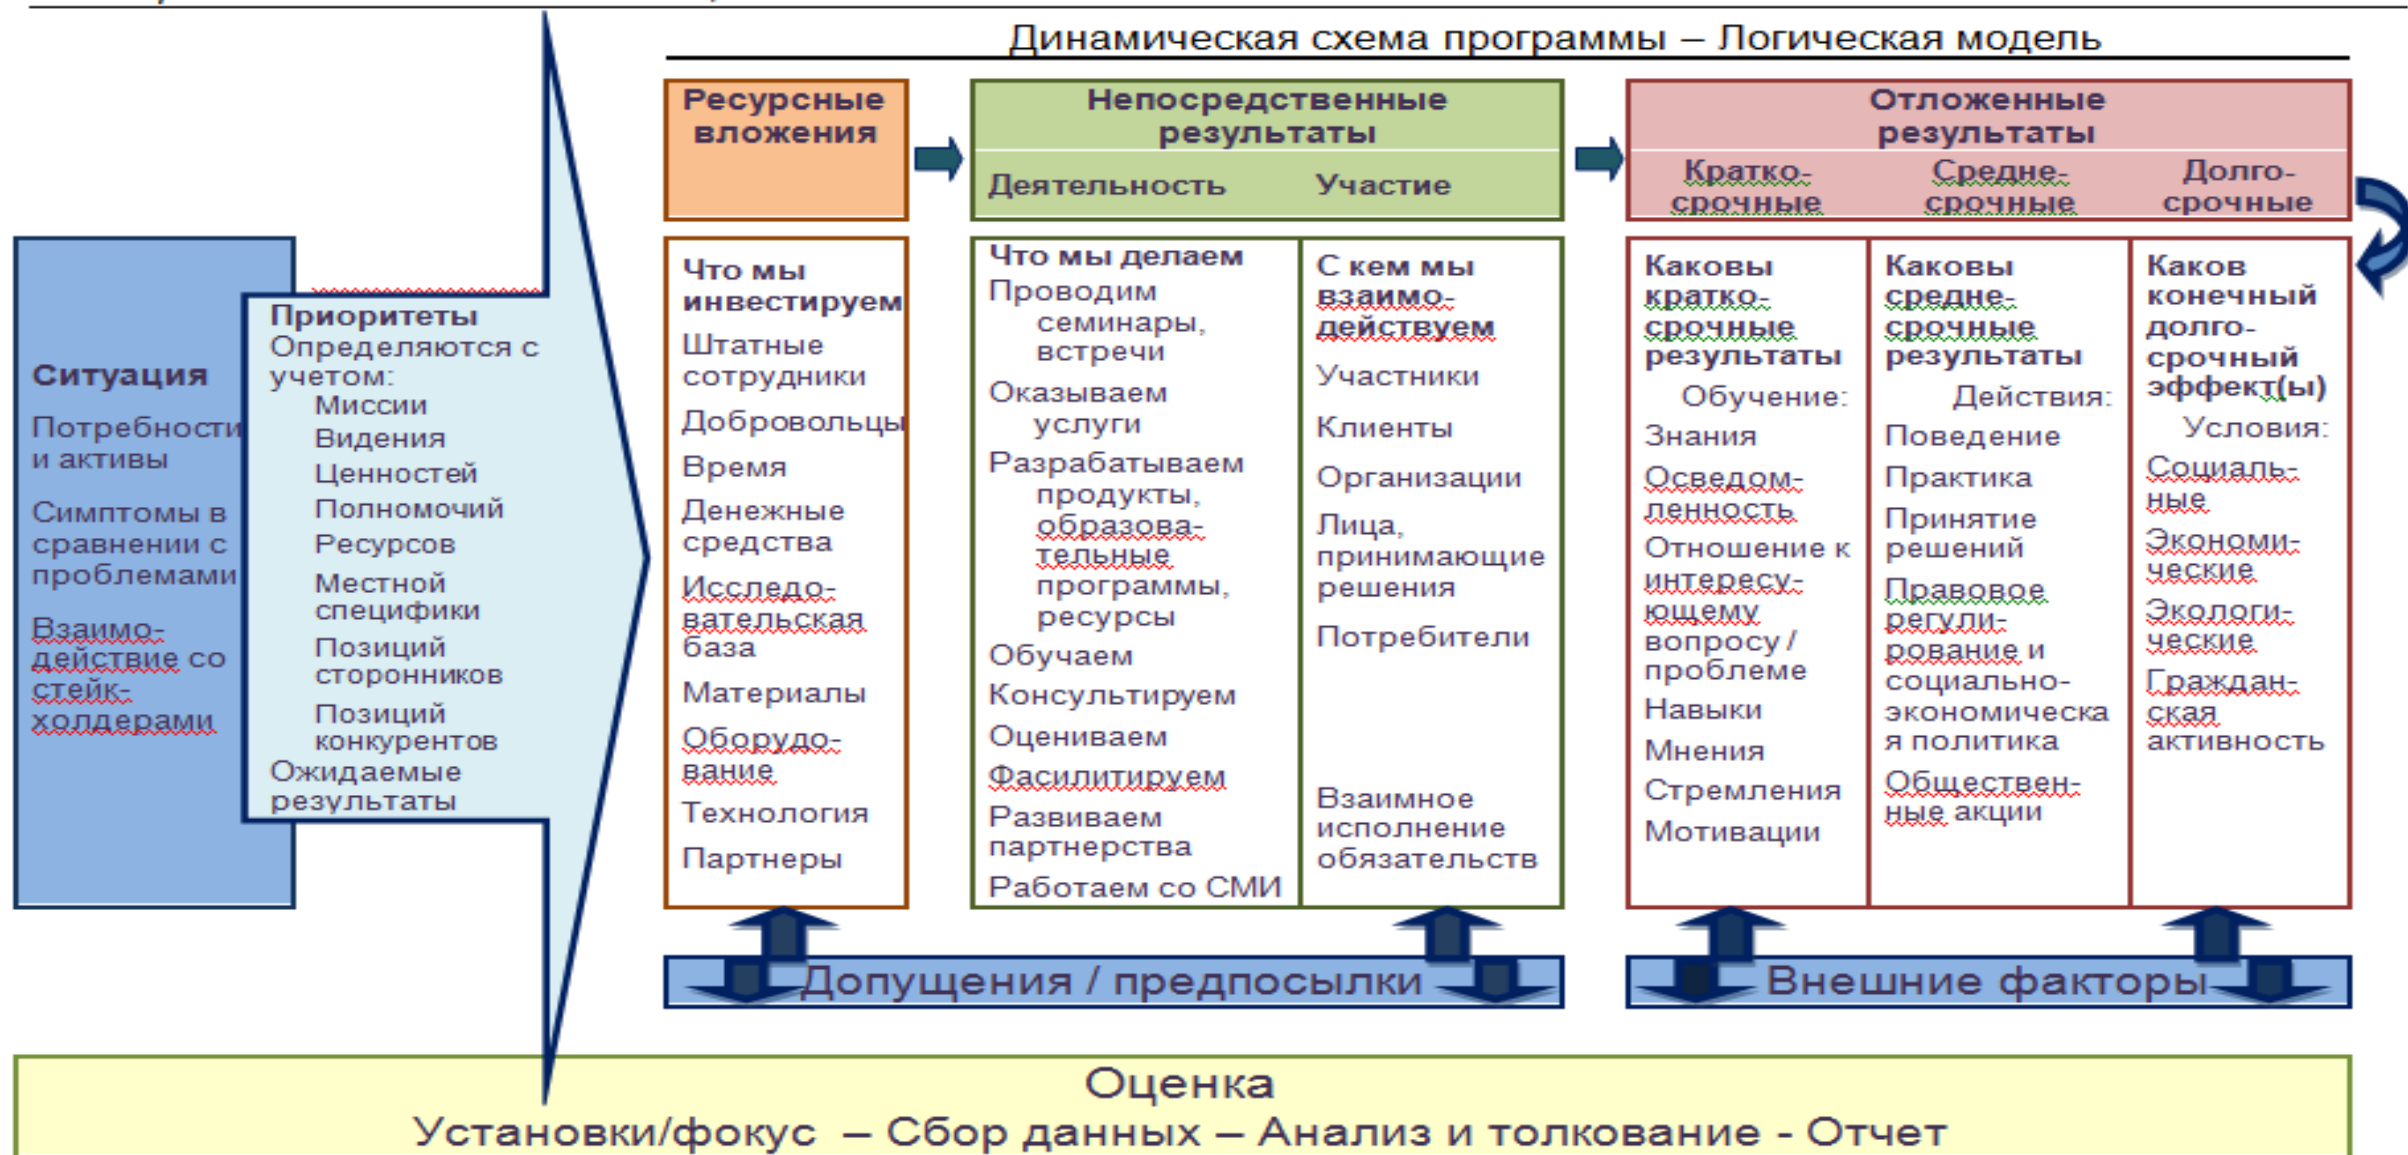 Динамическая схема программы – Логическая модель
Ситуация
Потребности
и активы
Симптомы в
сравнении с
проблемами
Взаимо-
действие со
стейк-
холдерами
Приоритеты
Определяются с
учетом:
Миссии
Видения
Ценностей
Полномочий
Ресурсов
Местной
специфики
Позиций
сторонников
Позиций
конкурентов
Ожидаемые
результаты
Ресурсные
вложения
Что мы
инвестируем
Штатные
сотрудники
Добровольцы
Время
Денежные
средства
Исследо-
вательская
база
Материалы
Оборудо-
вание
Технология
Партнеры
Непосредственные
результаты
Деятельность
Участие
Что мы делаем
Проводим
семинары,
встречи
Оказываем
услуги
Разрабатываем
продукты,
образова-
тельные
программы,
ресурсы
Обучаем
Консультируем
Оцениваем
Фасилитируем
Развиваем
партнерства
Работаем со СМИ
С кем мы
взаимо-
действуем
Участники
Клиенты
Организации
Лица,
принимающие
решения
Потребители
Взаимное
исполнение
обязательств
Отложенные
результаты
Кратко-
срочные
Средне-
срочные
Долго-
срочные
Каковы
кратко-
срочные
результаты
Обучение:
Знания
Осведом-
ленность
Отношение к
интересу-
ющему
вопросу /
проблеме
Навыки
Мнения
Стремления
Мотивации
Каковы
средне-
срочные
результаты
Действия:
Поведение
Практика
Принятие
решений
Правовое
регули-
рование и
социально-
экономическа
я политика
Обществен-
ные акции
Каков
конечный
долго-
срочный
эффект(ы)
Условия:
Социаль-
ные
Экономи-
ческие
Экологи-
ческие
Граждан-
ская
активность
Допущения / предпосылки
Внешние факторы
Оценка
Установки/фокус – Сбор данных – Анализ и толкование - Отчет